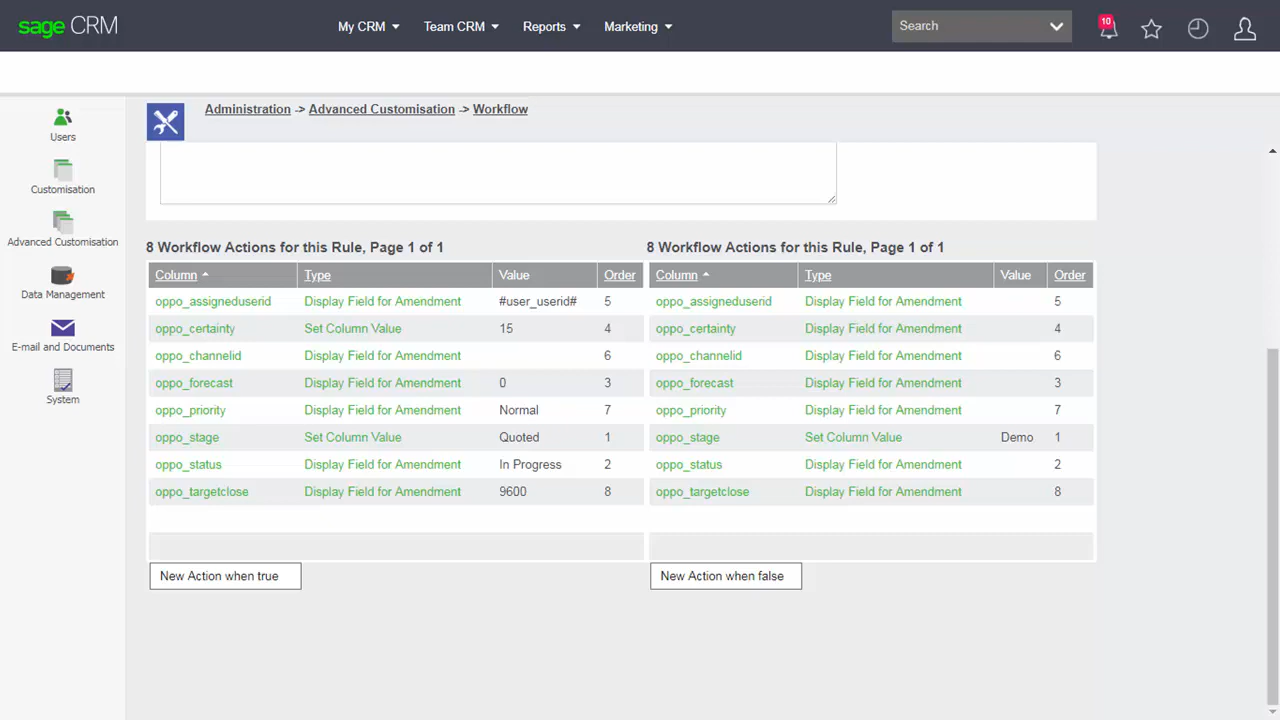 sage CRM
My CRM
Team CRM
Reports
Marketing
Search
10
Users
Customisation
Advanced Customisation
Data Management
E-mail and Documents
System
Administration -> Advanced Customisation -> Workflow
8 Workflow Actions for this Rule, Page 1 of 1
Column Type Value Order
oppo_assigneduserid Display Field for Amendment #user_userid# 5
oppo_certainty Set Column Value 15 4
oppo_channelid Display Field for Amendment 6
oppo_forecast Display Field for Amendment 0 3
oppo_priority Display Field for Amendment Normal 7
oppo_stage Set Column Value Quoted 1
oppo_status Display Field for Amendment In Progress 2
oppo_targetclose Display Field for Amendment 9600 8
New Action when true
8 Workflow Actions for this Rule, Page 1 of 1
Column Type Value Order
oppo_assigneduserid Display Field for Amendment 5
oppo_certainty Display Field for Amendment 4
oppo_channelid Display Field for Amendment 6
oppo_forecast Display Field for Amendment 3
oppo_priority Display Field for Amendment 7
oppo_stage Set Column Value Demo 1
oppo_status Display Field for Amendment 2
oppo_targetclose Display Field for Amendment 8
New Action when false